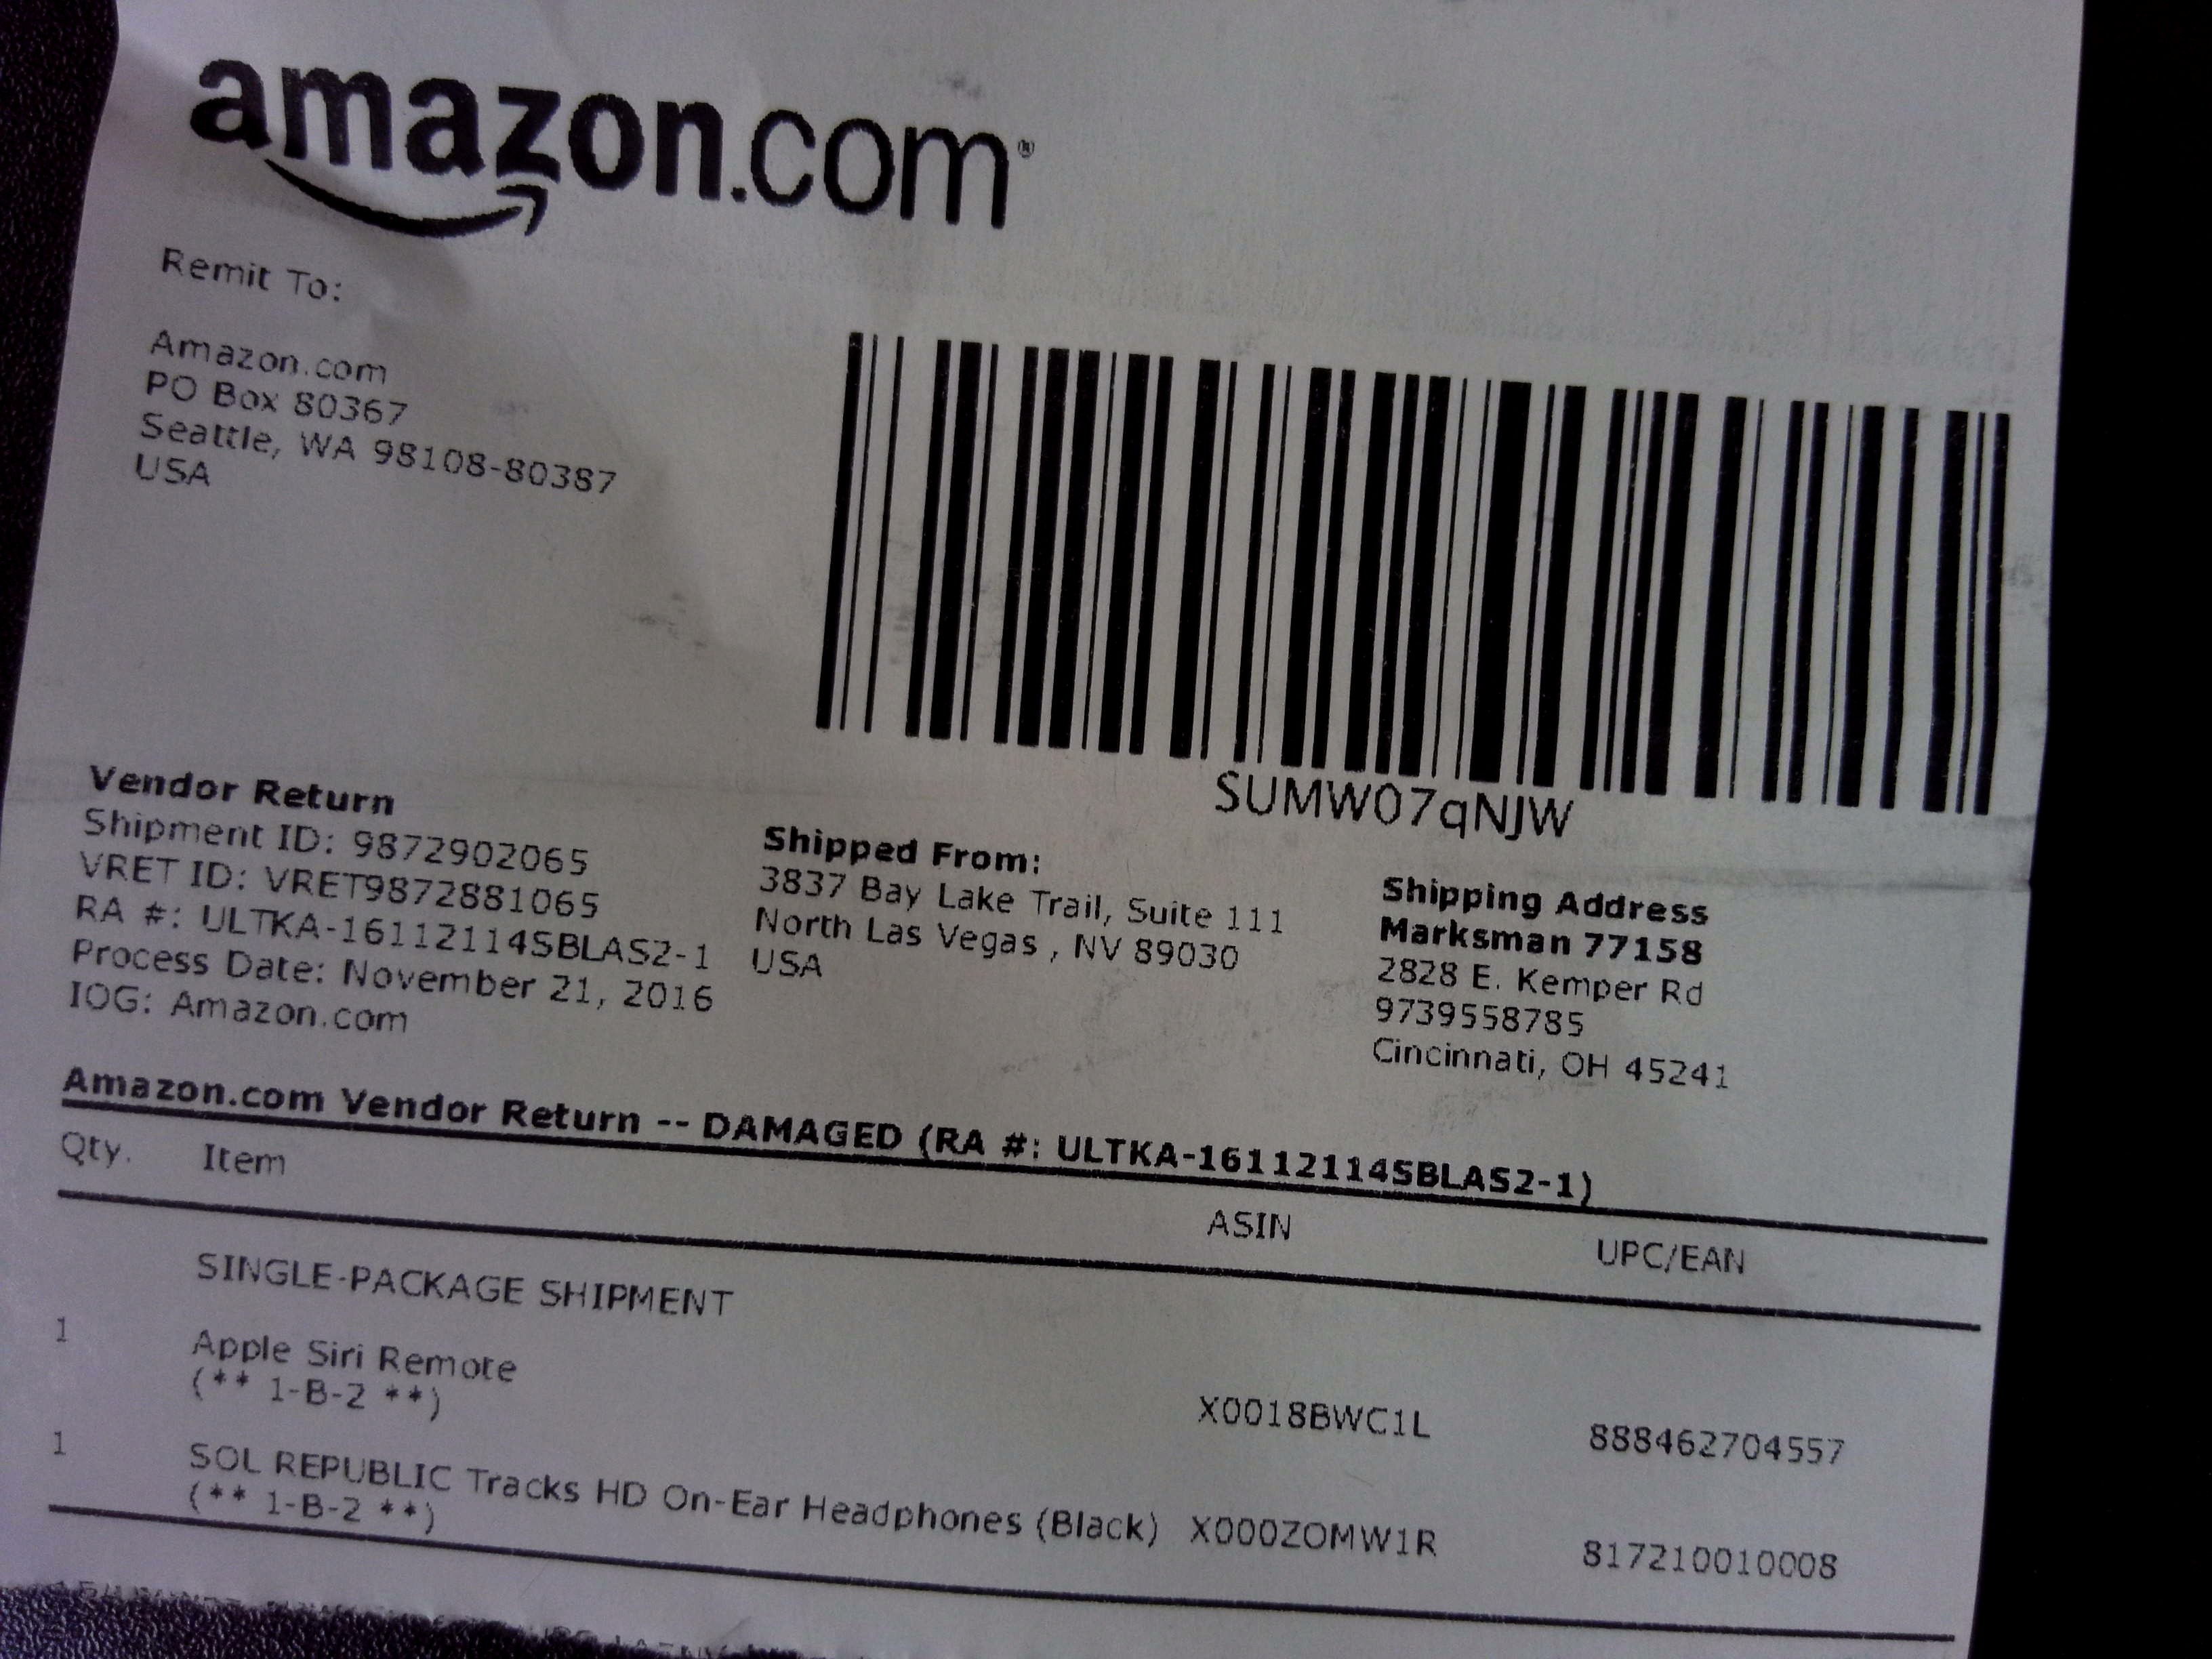 amazon.com®
Remit To:
Amazon.com
PO Box 80367
Seattle, WA 98108-80387
USA
SUMW07qNJW
Vendor Return
Shipment ID: 9872902065
VRET ID: VRET9872881065
RA #: ULTKA-16112114SBLAS2-1
Process Date: November 21, 2016
IOG: Amazon.com
Shipped From:
3837 Bay Lake Trail, Suite 111
North Las Vegas , NV 89030
USA
Shipping Address
Marksman 77158
2828 E. Kemper Rd
9739558785
Cincinnati, OH 45241
Amazon.com Vendor Return -- DAMAGED (RA #: ULTKA-16112114SBLAS2-1)
Qty. Item ASIN UPC/EAN
SINGLE-PACKAGE SHIPMENT
1 Apple Siri Remote X0018BWC1L 888462704557
(** 1-B-2 **)
1 SOL REPUBLIC Tracks HD On-Ear Headphones (Black) X000ZOMW1R 817210010008
(** 1-B-2 **)